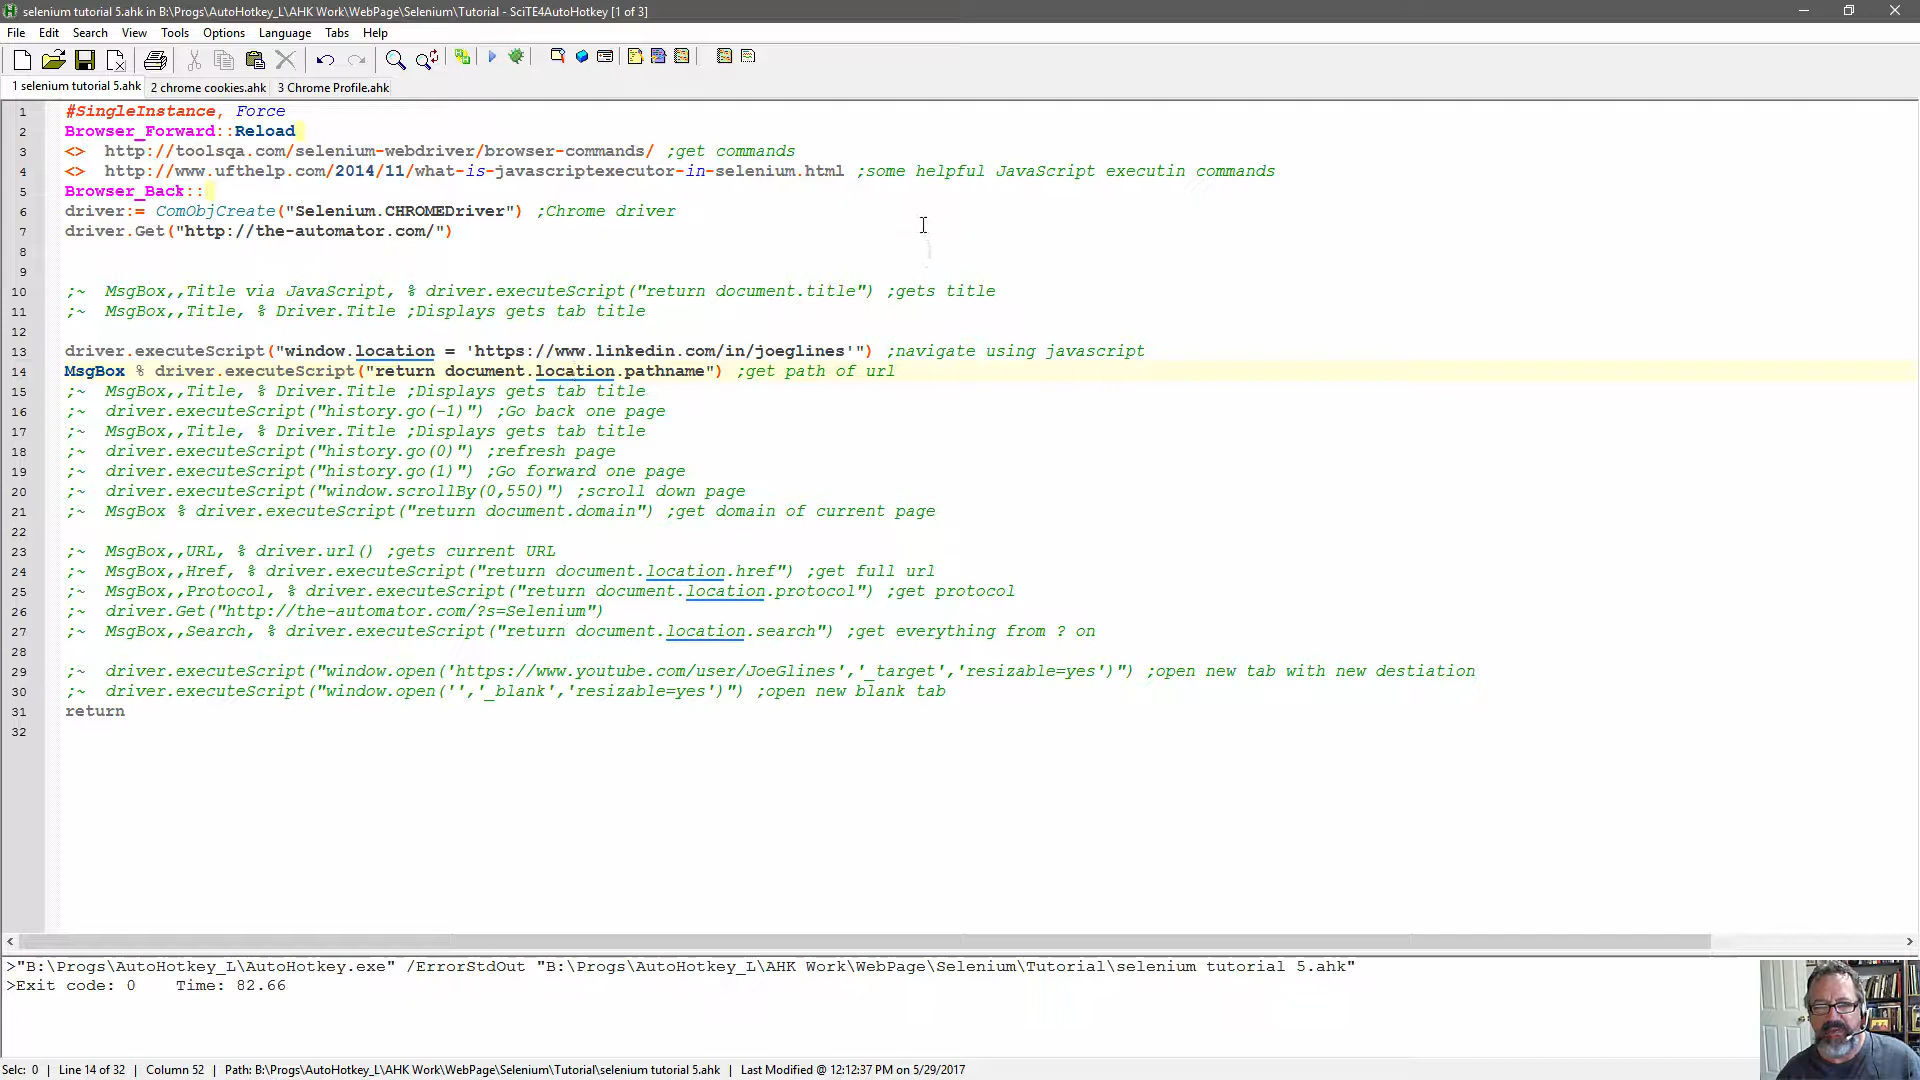 selenium tutorial 5.ahk in B:\Progs\AutoHotkey_L\AHK Work\WebPage\Selenium\Tutorial - SciTE4AutoHotkey [1 of 3]
File Edit Search View Tools Options Language Tabs Help
1 selenium tutorial 5.ahk 2 chrome cookies.ahk 3 Chrome Profile.ahk
1 #SingleInstance, Force
2 Browser_Forward::Reload
3 <> http://toolsqa.com/selenium-webdriver/browser-commands/ ;get commands
4 <> http://www.ufthelp.com/2014/11/what-is-javascriptexecutor-in-selenium.html ;some helpful JavaScript executin commands
5 Browser_Back::
6 driver:= ComObjCreate("Selenium.CHROMEDriver") ;Chrome driver
7 driver.Get("http://the-automator.com/")
8
9
10 ;~ MsgBox,,Title via JavaScript, % driver.executeScript("return document.title") ;gets title
11 ;~ MsgBox,,Title, % Driver.Title ;Displays gets tab title
12
13 driver.executeScript("window.location = 'https://www.linkedin.com/in/joeglines'") ;navigate using javascript
14 MsgBox % driver.executeScript("return document.location.pathname") ;get path of url
15 ;~ MsgBox,,Title, % Driver.Title ;Displays gets tab title
16 ;~ driver.executeScript("history.go(-1)") ;Go back one page
17 ;~ MsgBox,,Title, % Driver.Title ;Displays gets tab title
18 ;~ driver.executeScript("history.go(0)") ;refresh page
19 ;~ driver.executeScript("history.go(1)") ;Go forward one page
20 ;~ driver.executeScript("window.scrollBy(0,550)") ;scroll down page
21 ;~ MsgBox % driver.executeScript("return document.domain") ;get domain of current page
22
23 ;~ MsgBox,,URL, % driver.url() ;gets current URL
24 ;~ MsgBox,,Href, % driver.executeScript("return document.location.href") ;get full url
25 ;~ MsgBox,,Protocol, % driver.executeScript("return document.location.protocol") ;get protocol
26 ;~ driver.Get("http://the-automator.com/?s=Selenium")
27 ;~ MsgBox,,Search, % driver.executeScript("return document.location.search") ;get everything from ? on
28
29 ;~ driver.executeScript("window.open('https://www.youtube.com/user/JoeGlines','_target','resizable=yes')") ;open new tab with new destiation
30 ;~ driver.executeScript("window.open('','_blank','resizable=yes')") ;open new blank tab
31 return
32
>"B:\Progs\AutoHotkey_L\AutoHotkey.exe" /ErrorStdOut "B:\Progs\AutoHotkey_L\AHK Work\WebPage\Selenium\Tutorial\selenium tutorial 5.ahk"
>Exit code: 0 Time: 82.66
Selc: 0 | Line 14 of 32 | Column 52 | Path: B:\Progs\AutoHotkey_L\AHK Work\WebPage\Selenium\Tutorial\selenium tutorial 5.ahk | Last Modified @ 12:12:37 PM on 5/29/2017